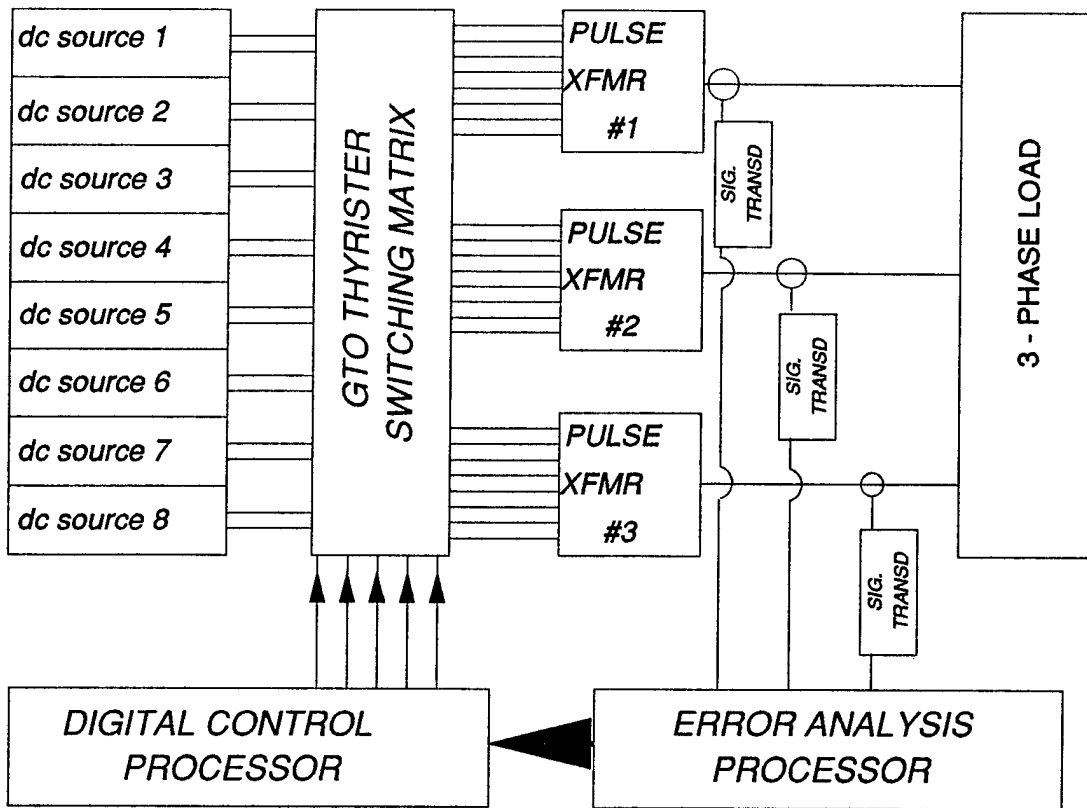 dc source 1
dc source 2
dc source 3
dc source 4
dc source 5
dc source 6
dc source 7
dc source 8
GTO THYRISTER
SWITCHING MATRIX
PULSE
XFMR
#1
PULSE
XFMR
#2
PULSE
XFMR
#3
SIG.
TRANSD
SIG.
TRANSD
SIG.
TRANSD
3 - PHASE LOAD
DIGITAL CONTROL
PROCESSOR
ERROR ANALYSIS
PROCESSOR